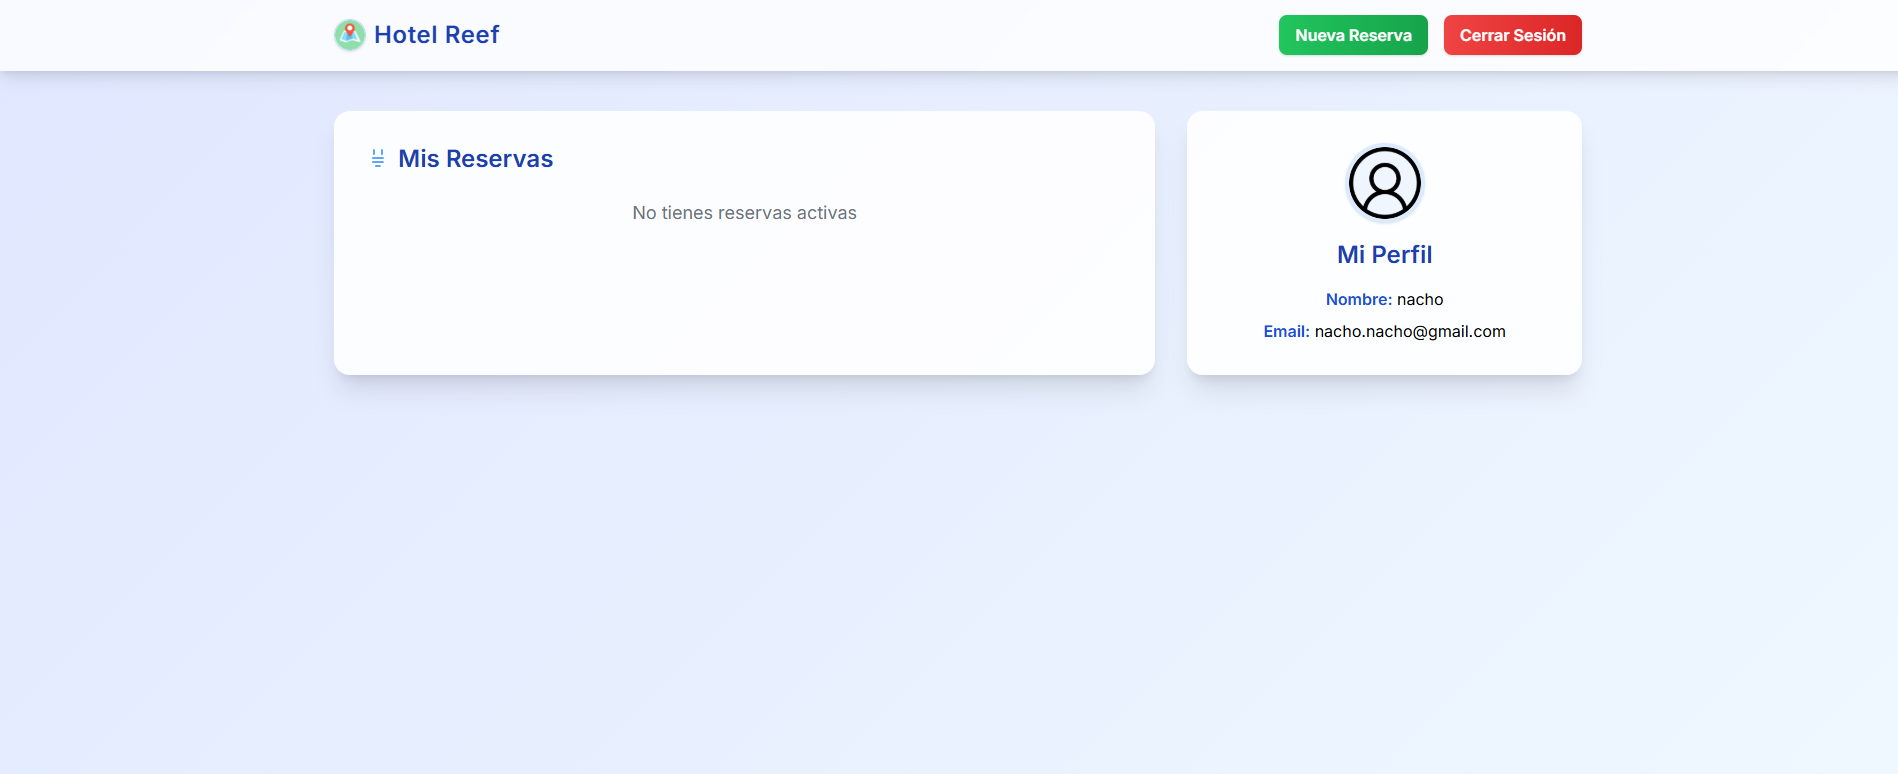 Hotel Reef
Nueva Reserva
Cerrar Sesión
Mis Reservas
No tienes reservas activas
Mi Perfil
Nombre: nacho
Email: nacho.nacho@gmail.com